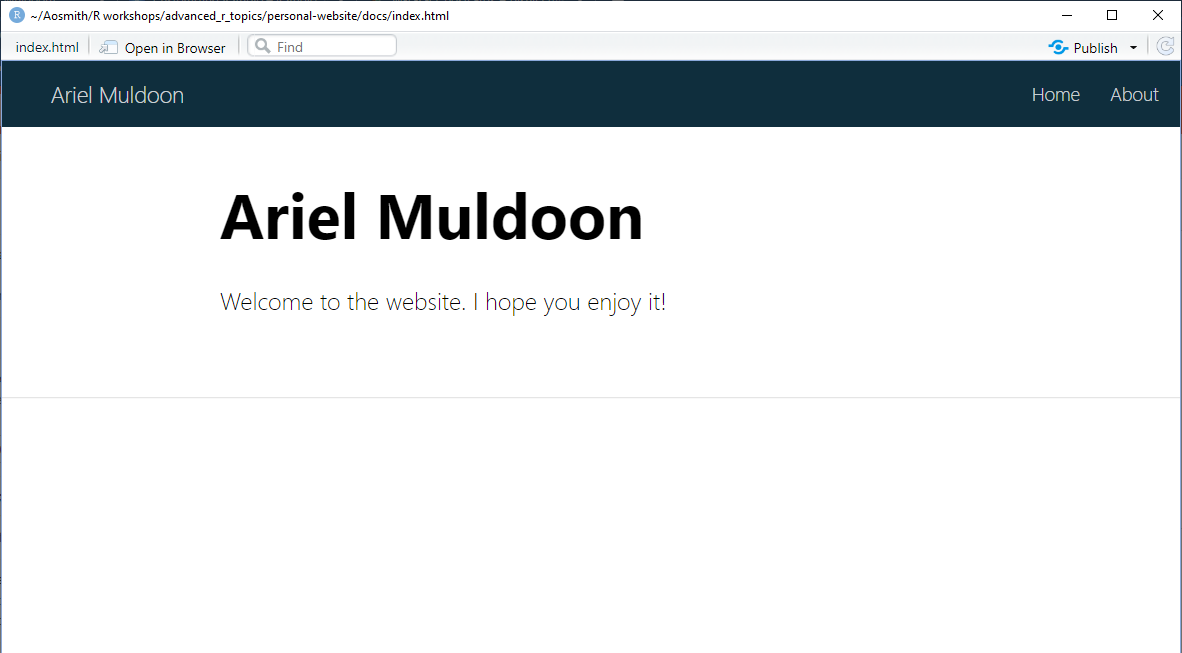 R ~/Aosmith/R workshops/advanced_r_topics/personal-website/docs/index.html
index.html Open in Browser Find Publish
Ariel Muldoon Home About
Ariel Muldoon
Welcome to the website. I hope you enjoy it!